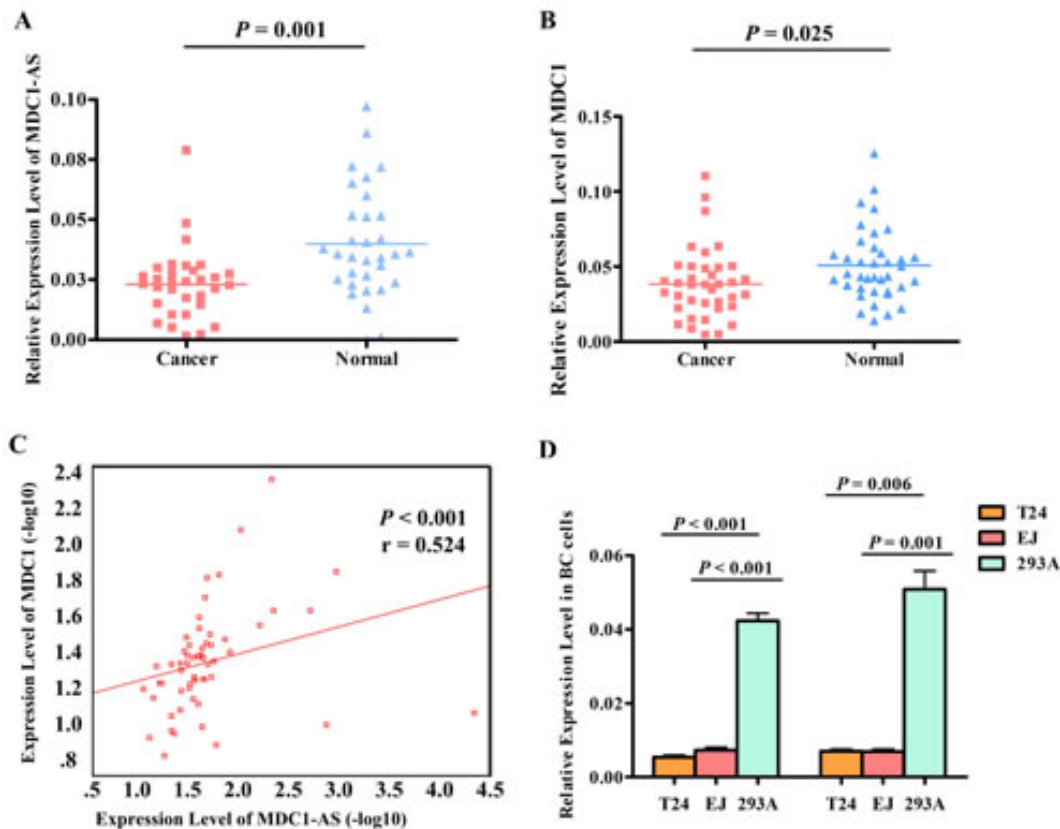 A
P = 0.001
Relative Expression Level of MDC1-AS
0.10
0.08
0.05
0.03
0.00
Cancer
Normal
B
P = 0.025
Relative Expression Level of MDC1
0.15
0.10
0.05
0.00
Cancer
Normal
C
Expression Level of MDC1 (-log10)
2.4
2.2
2.0
1.8
1.6
1.4
1.2
1.0
.8
P < 0.001
r = 0.524
.5 1.0 1.5 2.0 2.5 3.0 3.5 4.0 4.5
Expression Level of MDC1-AS (-log10)
D
Relative Expression Level in BC cells
0.06
0.04
0.02
0.00
P < 0.001
P < 0.001
P = 0.006
P = 0.001
T24
EJ
293A
T24 EJ 293A
T24 EJ 293A